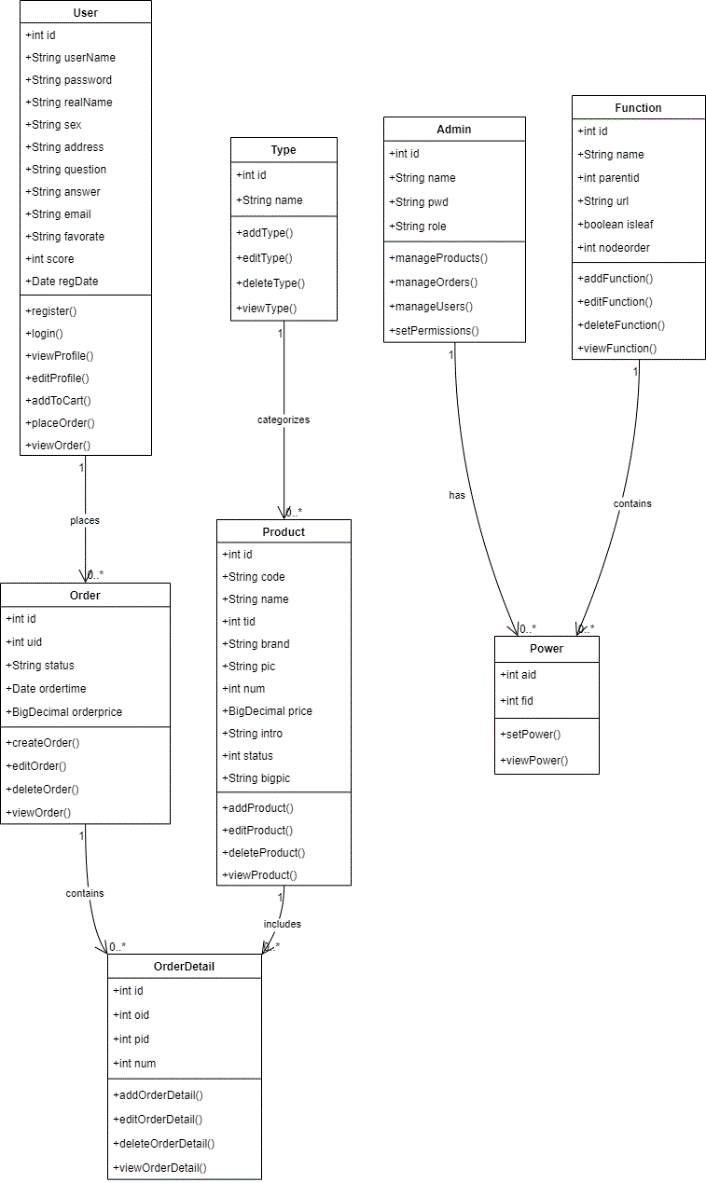 User
+int id
+String userName
+String password
+String realName
+String sex
+String address
+String question
+String answer
+String email
+String favorate
+int score
+Date regDate
+register()
+login()
+viewProfile()
+editProfile()
+addToCart()
+placeOrder()
+viewOrder()
1
places
0..*
Order
+int id
+int uid
+String status
+Date ordertime
+BigDecimal orderprice
+createOrder()
+editOrder()
+deleteOrder()
+viewOrder()
1
contains
0..*
Type
+int id
+String name
+addType()
+editType()
+deleteType()
+viewType()
1
categorizes
0..*
Product
+int id
+String code
+String name
+int tid
+String brand
+String pic
+int num
+BigDecimal price
+String intro
+int status
+String bigpic
+addProduct()
+editProduct()
+deleteProduct()
+viewProduct()
1
includes
0..*
OrderDetail
+int id
+int oid
+int pid
+int num
+addOrderDetail()
+editOrderDetail()
+deleteOrderDetail()
+viewOrderDetail()
Admin
+int id
+String name
+String pwd
+String role
+manageProducts()
+manageOrders()
+manageUsers()
+setPermissions()
1
has
0..*
Function
+int id
+String name
+int parentid
+String url
+boolean isleaf
+int nodeorder
+addFunction()
+editFunction()
+deleteFunction()
+viewFunction()
1
contains
0..*
Power
+int aid
+int fid
+setPower()
+viewPower()